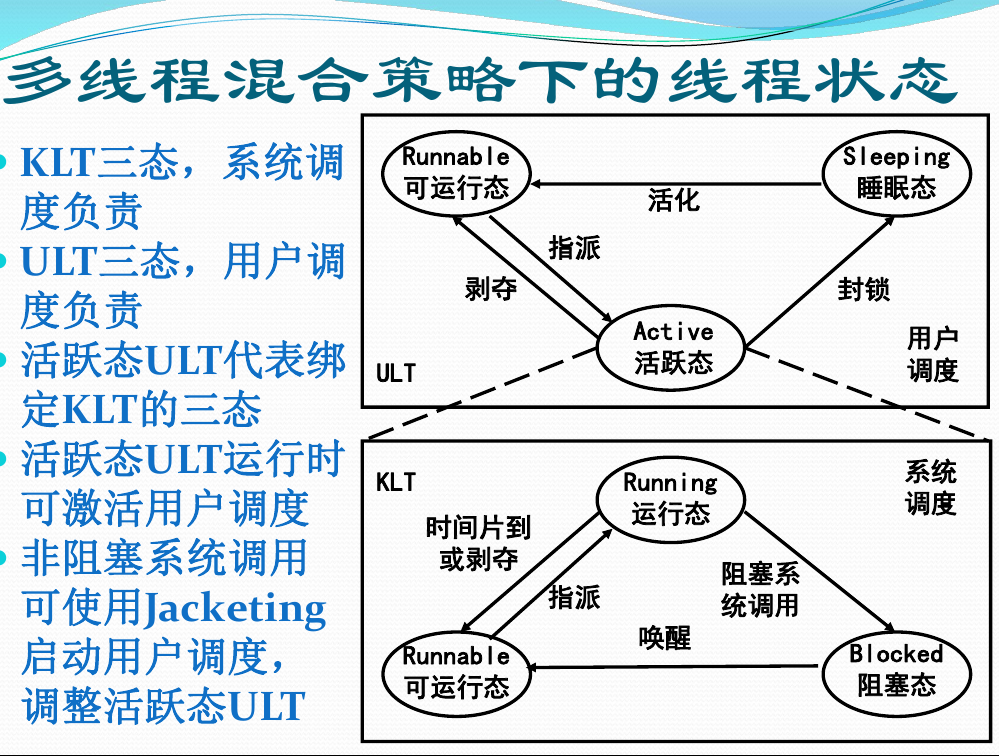 多线程混合策略下的线程状态
KLT三态，系统调
度负责
ULT三态，用户调
度负责
活跃态ULT代表绑
定KLT的三态
活跃态ULT运行时
可激活用户调度
非阻塞系统调用
可使用Jacketing
启动用户调度，
调整活跃态ULT
Runnable
可运行态
Sleeping
睡眠态
活化
指派
剥夺
封锁
Active
活跃态
ULT
用户
调度
KLT
Running
运行态
系统
调度
时间片到
或剥夺
指派
阻塞系
统调用
唤醒
Runnable
可运行态
Blocked
阻塞态